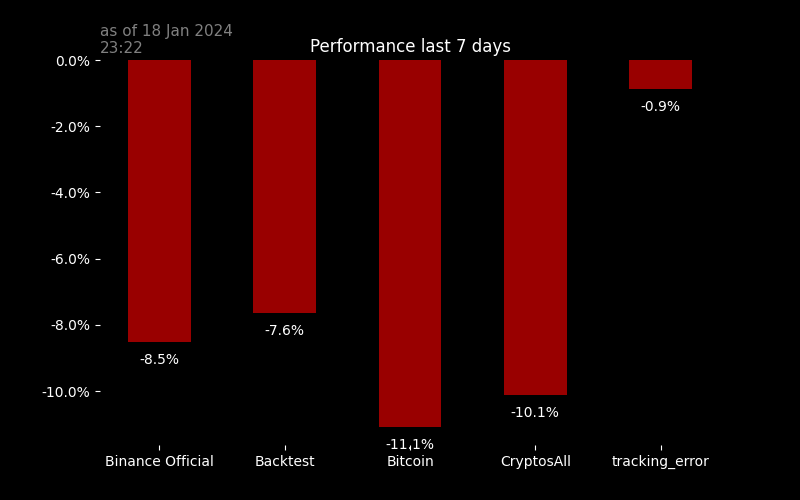 as of 18 Jan 2024
23:22
Performance last 7 days
0.0%
-2.0%
-4.0%
-6.0%
-8.0%
-10.0%
-8.5%
-7.6%
-11.1%
-10.1%
-0.9%
Binance Official
Backtest
Bitcoin
CryptosAll
tracking_error